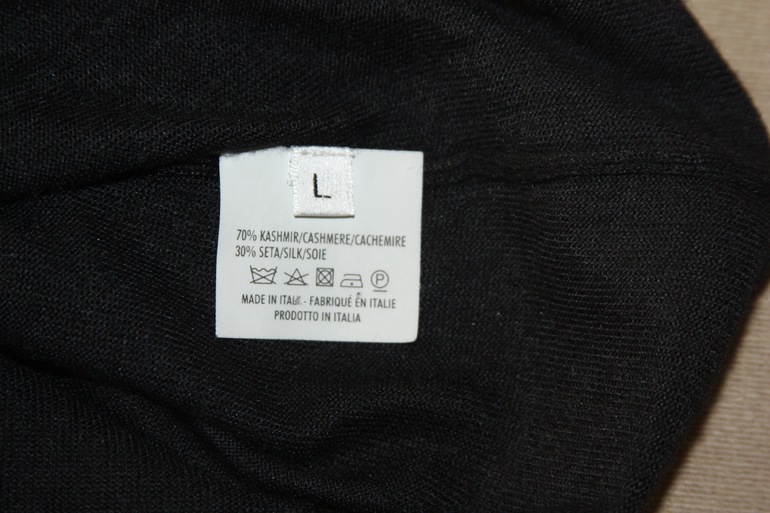 L
70% KASHMIR/CASHMERE/CACHEMIRE
30% SETA/SILK/SOIE
P
MADE IN ITALY - FABRIQUÉ EN ITALIE
PRODOTTO IN ITALIA